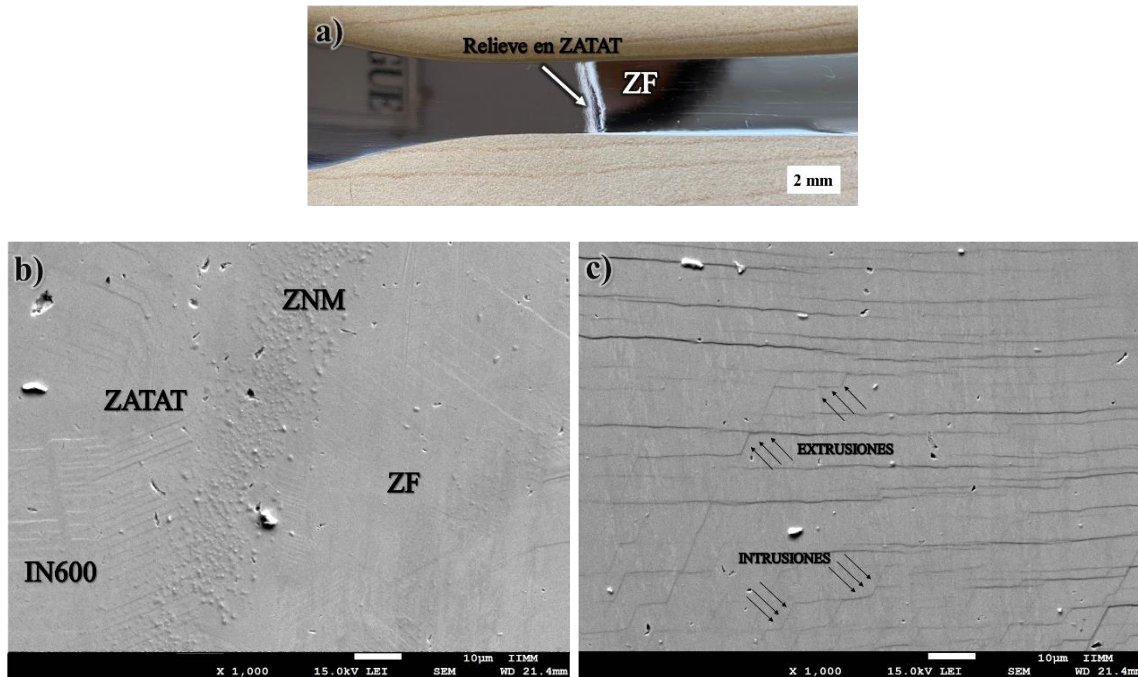 a)
Relieve en ZATAT
ZF
GUE
2 mm
b)
ZNM
ZATAT
ZF
IN600
10µm IIMM
X 1,000 15.0kV LEI SEM WD 21.4mm
c)
EXTRUSIONES
INTRUSIONES
10µm IIMM
X 1,000 15.0kV LEI SEM WD 21.4mm